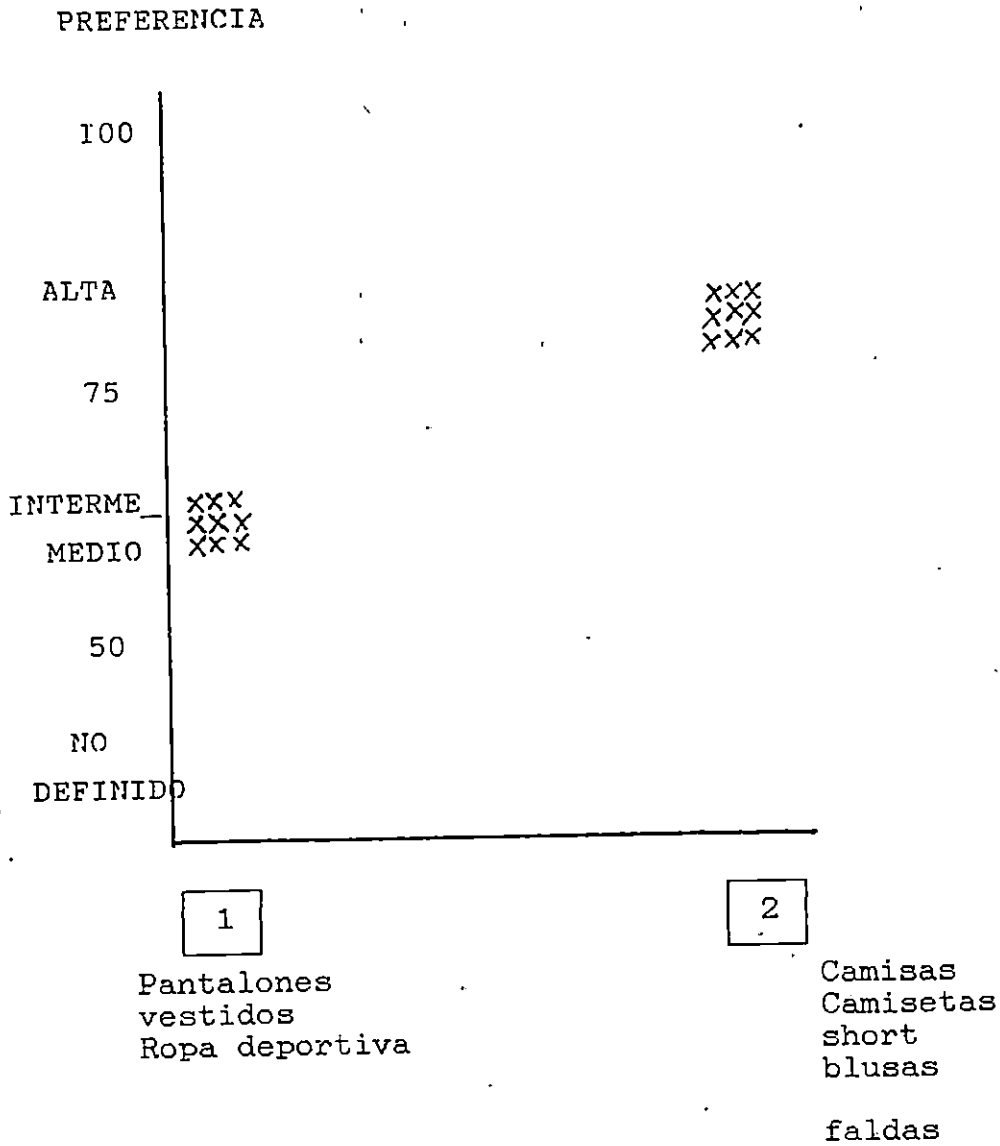 PREFERENCIA
100
ALTA
75
INTERME_
MEDIO
50
NO
DEFINIDO
1
2
Pantalones
vestidos
Ropa deportiva
Camisas
Camisetas
short
blusas
faldas